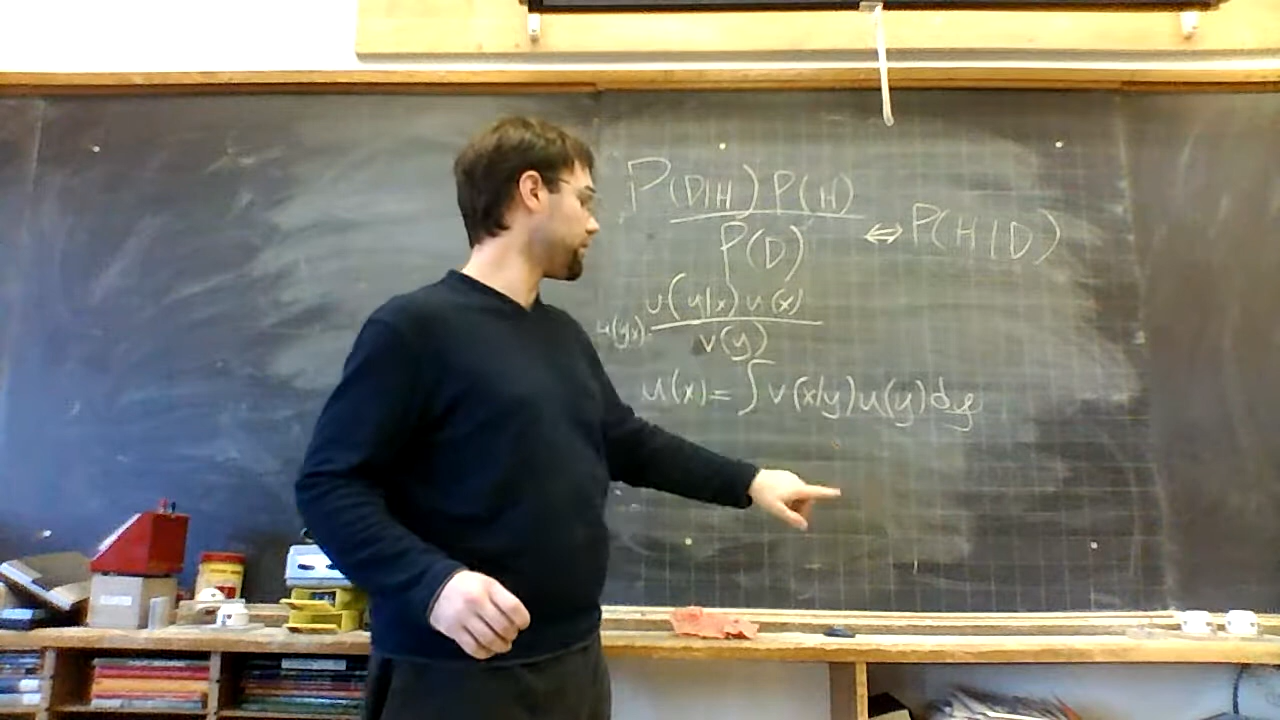 P(D|H) P(H)
P(D)
⇔ P(H|D)
v(y|x) u(x)
v(y)
u(x) = ∫ v(x|y) u(y) dy